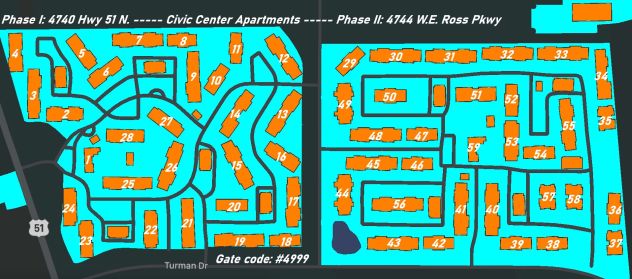 Phase I: 4740 Hwy 51 N. ----- Civic Center Apartments ----- Phase II: 4744 W.E. Ross Pkwy
4 5 7 8 11 12 29 30 31 32 33 34
3 6 9 10 49 50 51 52 55 35
2 14 13 27 28 48 47 53 54
1 26 15 16 45 46 59
25 44 57 58
24 20 17 56 41 40 36
51 23 22 21 43 42 39 38 37
19 18
Gate code: #4999
Turman Dr